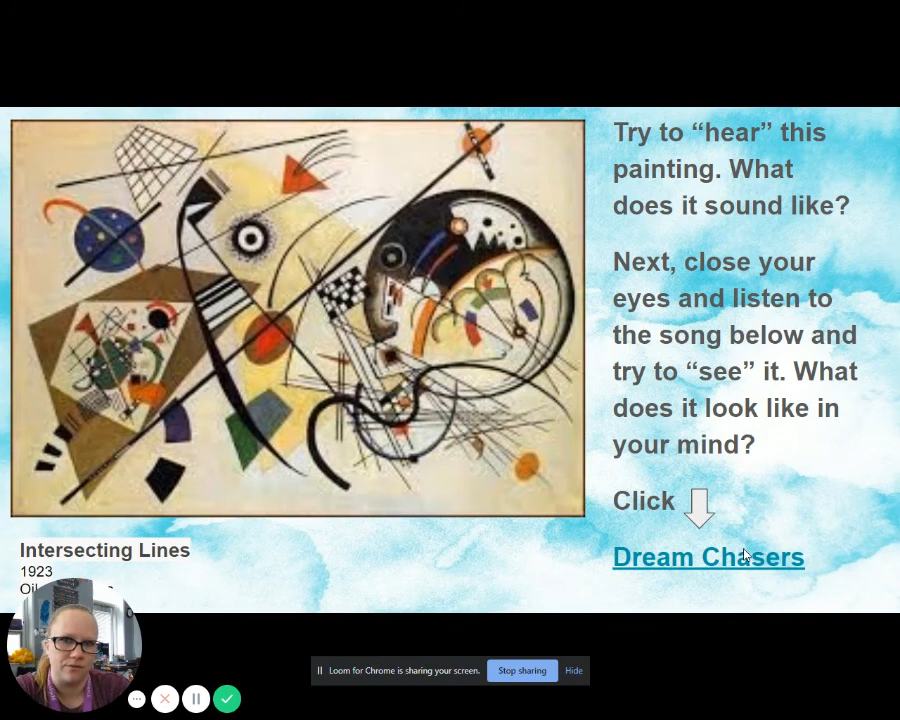 Try to “hear” this
painting. What
does it sound like?
Next, close your
eyes and listen to
the song below and
try to “see” it. What
does it look like in
your mind?
Click
Dream Chasers
Intersecting Lines
1923
Loom for Chrome is sharing your screen.
Stop sharing
Hide